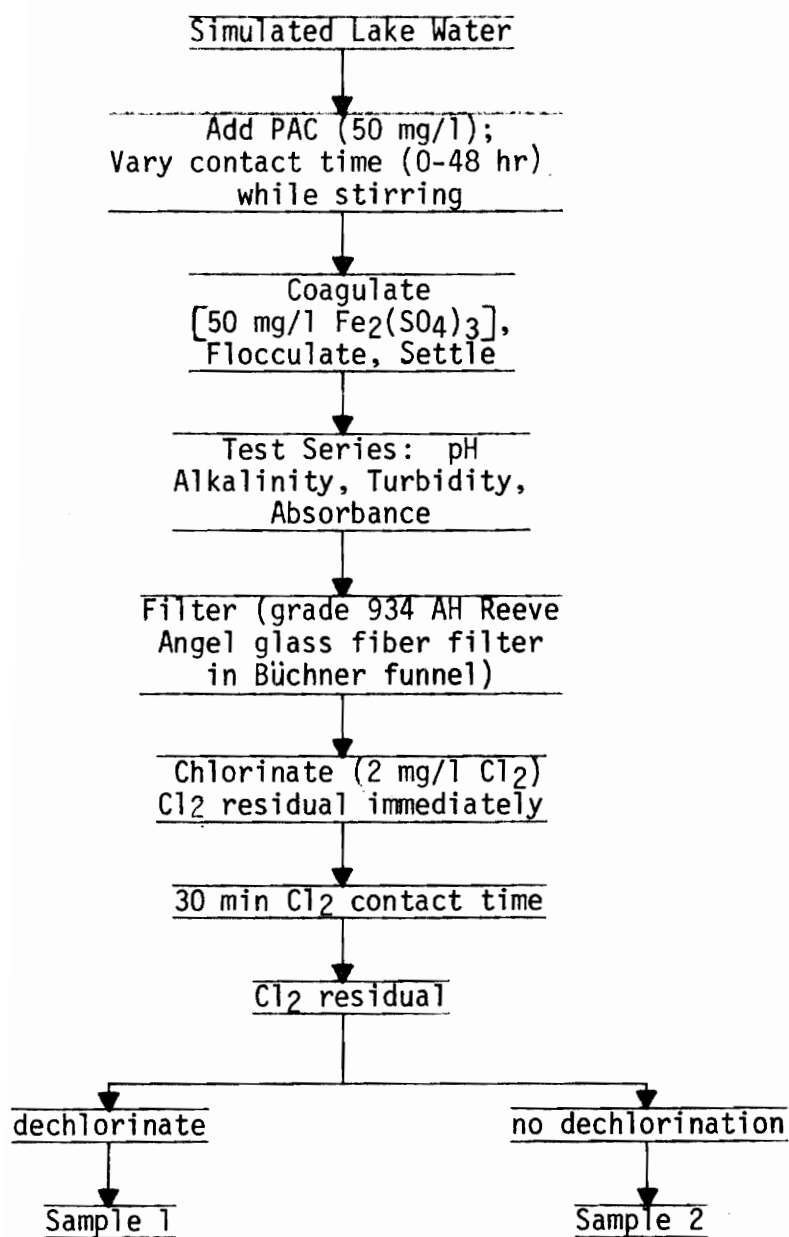 Simulated Lake Water
Add PAC (50 mg/l);
Vary contact time (0-48 hr)
while stirring
Coagulate
[50 mg/l Fe2(SO4)3],
Flocculate, Settle
Test Series: pH
Alkalinity, Turbidity,
Absorbance
Filter (grade 934 AH Reeve
Angel glass fiber filter
in Büchner funnel)
Chlorinate (2 mg/l Cl2)
Cl2 residual immediately
30 min Cl2 contact time
Cl2 residual
dechlorinate
no dechlorination
Sample 1
Sample 2